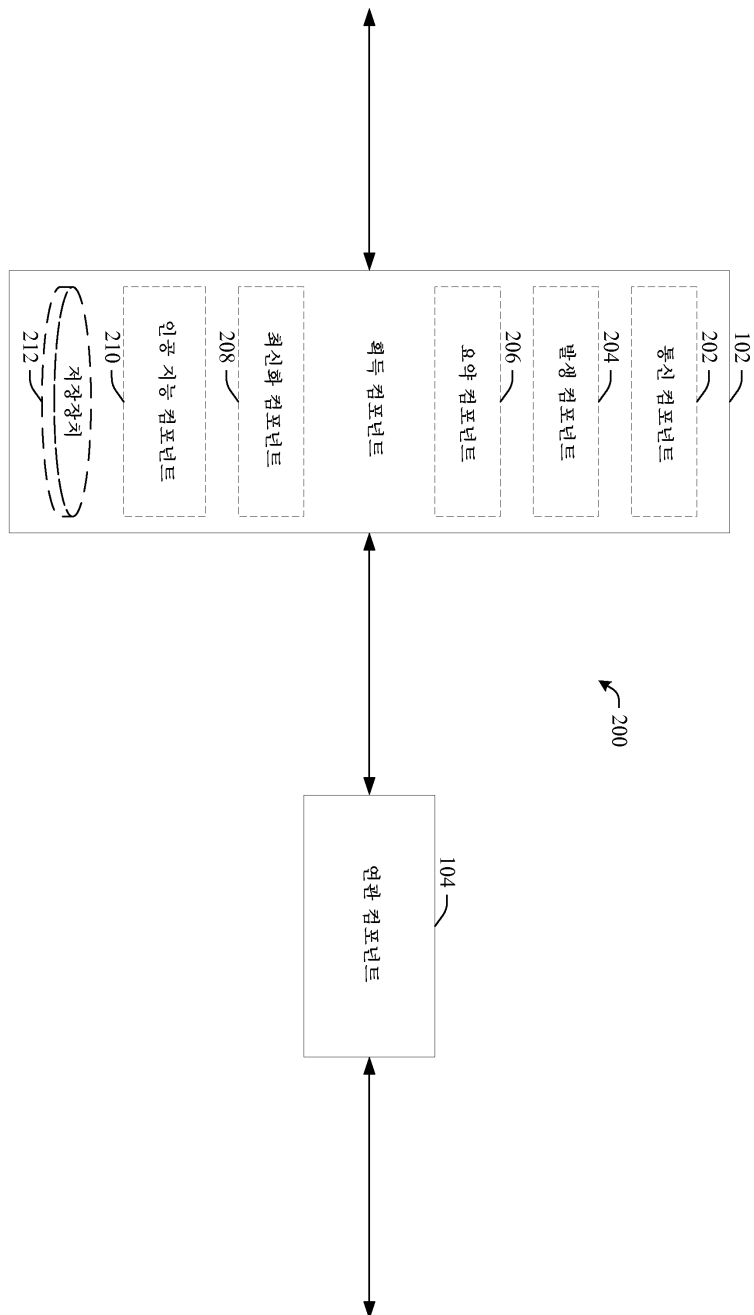 102
202
통신 컴포넌트
204
발생 컴포넌트
206
요약 컴포넌트
획득 컴포넌트
208
최신화 컴포넌트
210
인공 지능 컴포넌트
212
저장장치
200
104
연관 컴포넌트